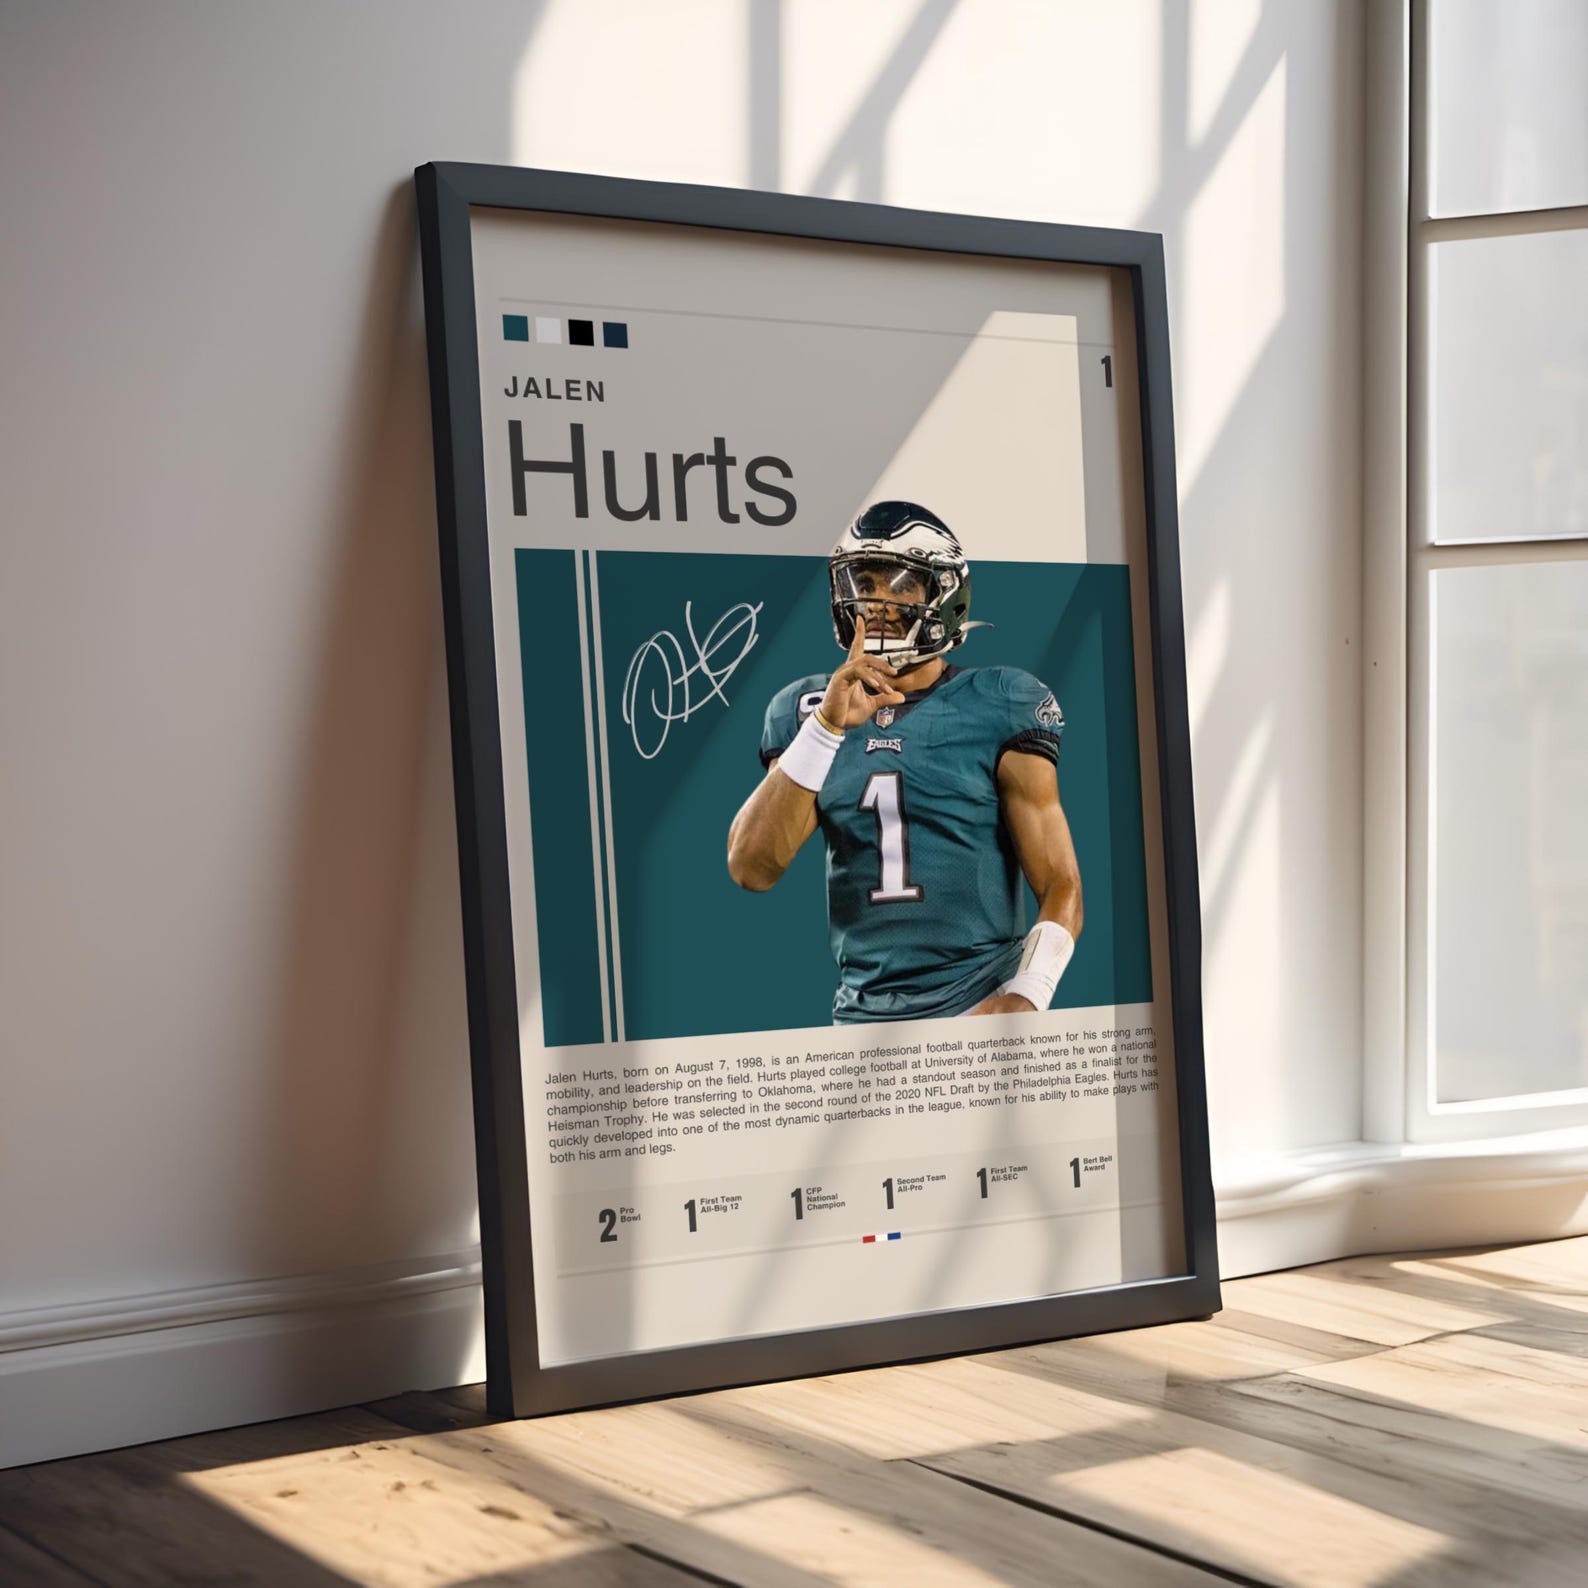 1
JALEN
Hurts
EAGLES
1
Jalen Hurts, born on August 7, 1998, is an American professional football quarterback known for his strong arm,
mobility, and leadership on the field. Hurts played college football at University of Alabama, where he won a national
championship before transferring to Oklahoma, where he had a standout season and finished as a finalist for the
Heisman Trophy. He was selected in the second round of the 2020 NFL Draft by the Philadelphia Eagles. Hurts has
quickly developed into one of the most dynamic quarterbacks in the league, known for his ability to make plays with
both his arm and legs.
2 Pro
Bowl
1 First Team
All-Big 12
1 CFP
National
Champion
1 Second Team
All-Pro
1 First Team
All-SEC
1 Bert Bell
Award